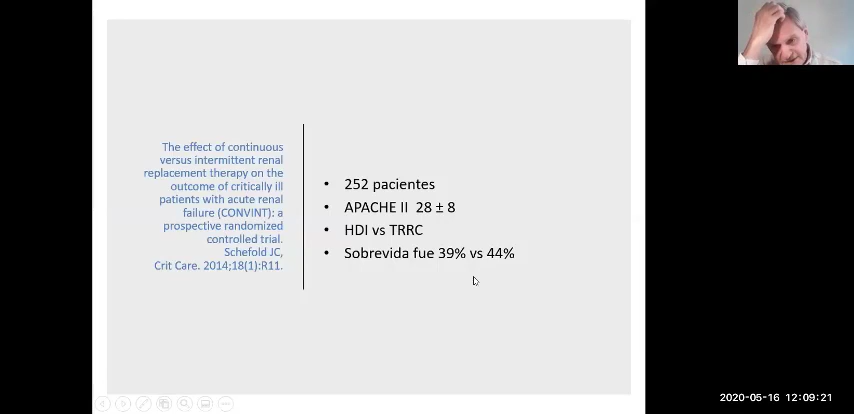 The effect of continuous
versus intermittent renal
replacement therapy on the
outcome of critically ill
patients with acute renal
failure (CONVINT): a
prospective randomized
controlled trial.
Schefold JC,
Crit Care. 2014;18(1):R11.
• 252 pacientes
• APACHE II 28 ± 8
• HDI vs TRRC
• Sobrevida fue 39% vs 44%
2020-05-16 12:09:21